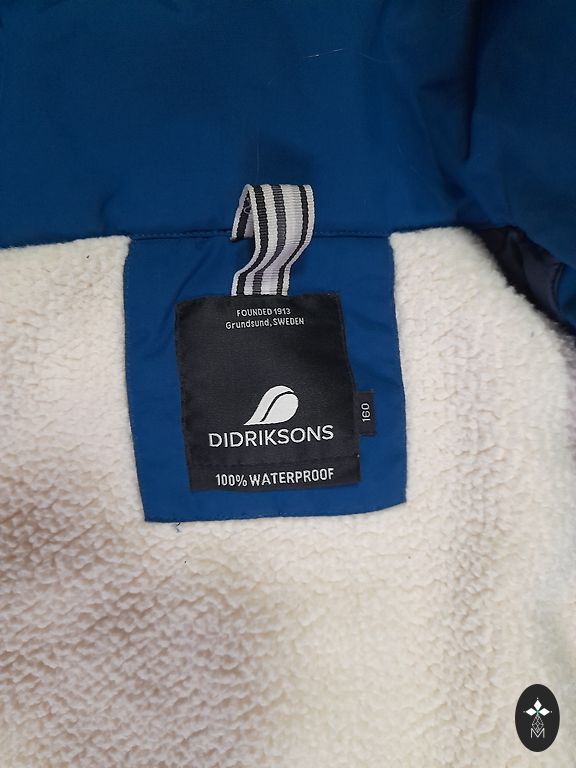 FOUNDED 1913
Grundsund, SWEDEN
DIDRIKSONS
160
100% WATERPROOF
M